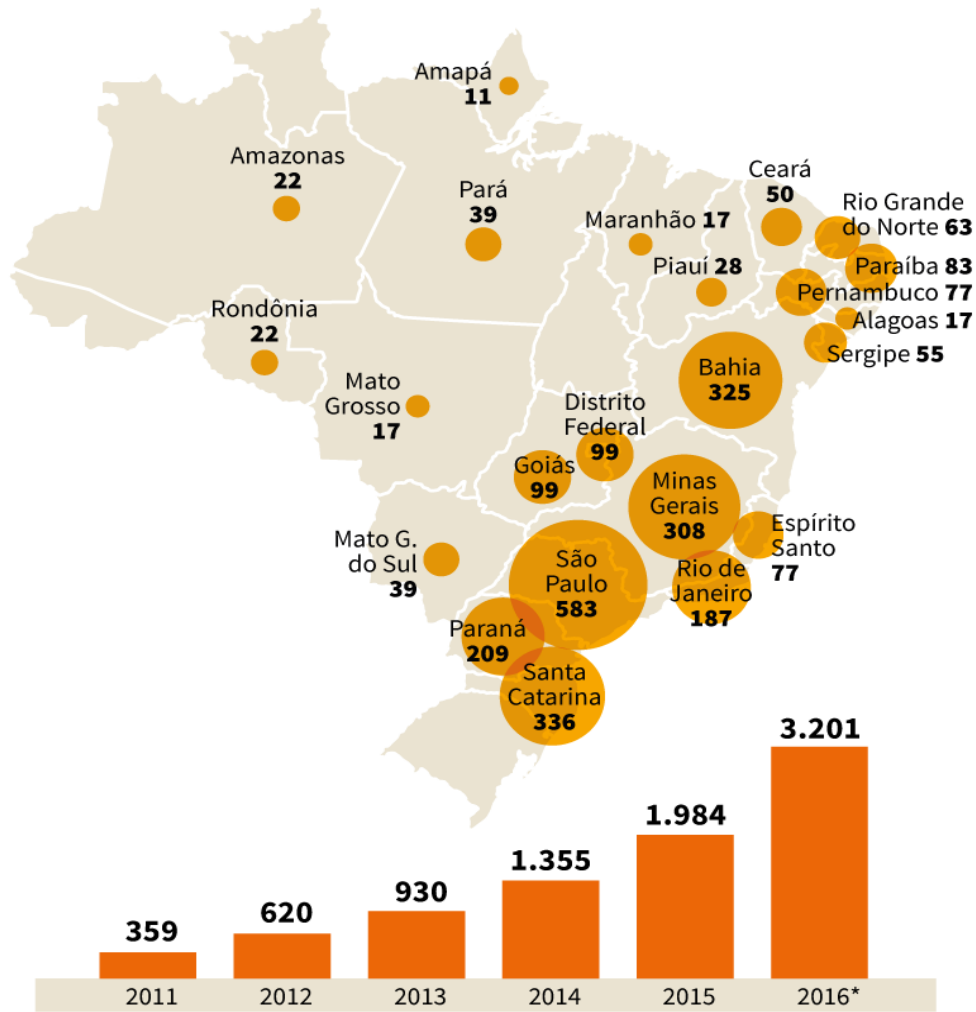 Amapá
11
Amazonas
22
Pará
39
Maranhão 17
Ceará
50
Rio Grande
do Norte 63
Piauí 28
Paraíba 83
Pernambuco 77
Alagoas 17
Sergipe 55
Rondônia
22
Mato
Grosso
17
Bahia
325
Distrito
Federal
99
Goiás
99
Minas
Gerais
308
Espírito
Santo
77
Mato G.
do Sul
39
São
Paulo
583
Rio de
Janeiro
187
Paraná
209
Santa
Catarina
336
359
620
930
1.355
1.984
3.201
2011
2012
2013
2014
2015
2016*